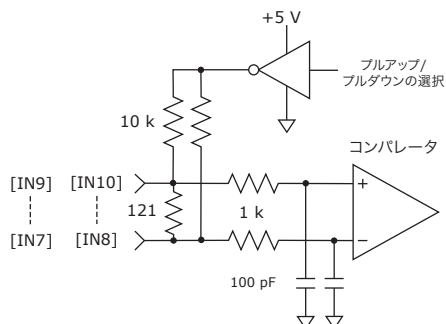 +5 V
プルアップ/
プルダウンの選択
10 k
コンパレータ
[IN9] [IN10]
121
1 k
[IN7] [IN8]
100 pF
+
−